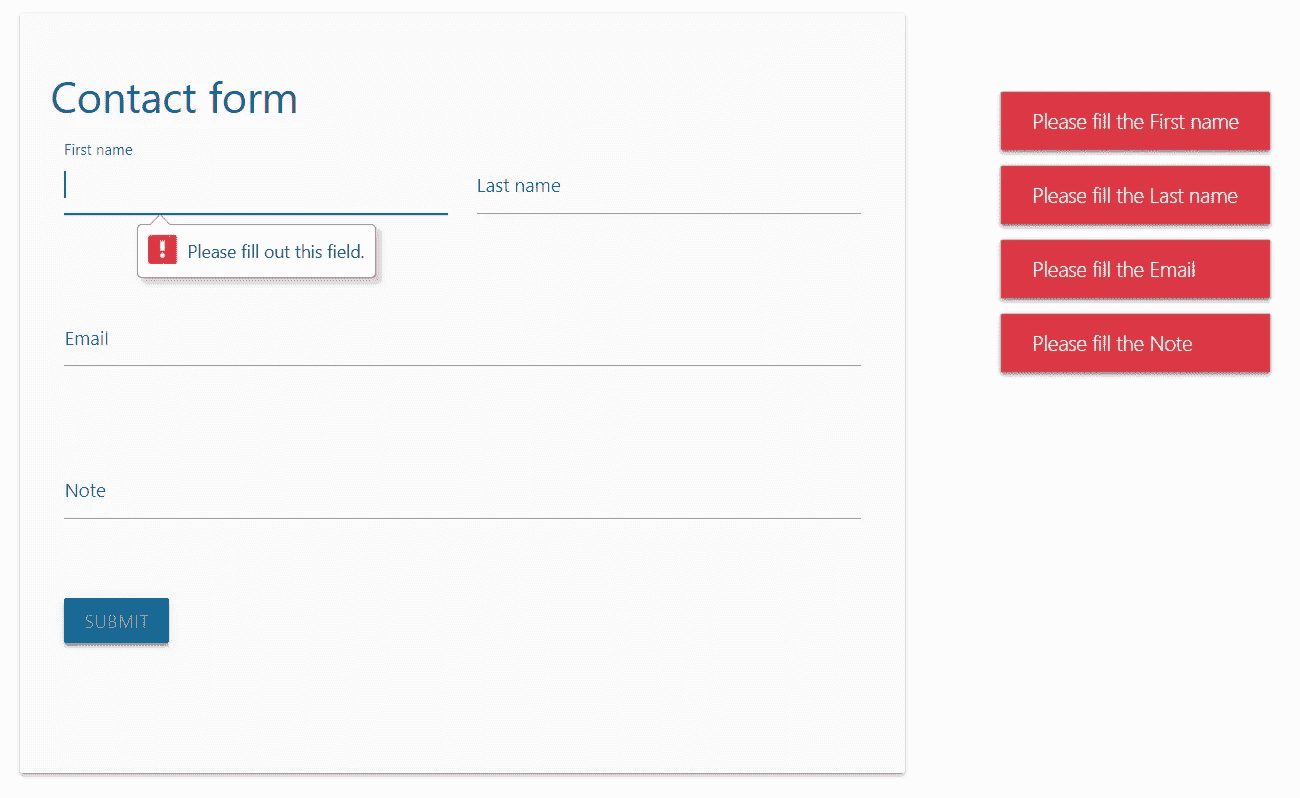 Contact form
First name
Last name
Please fill out this field.
Email
Note
SUBMIT
Please fill the First name
Please fill the Last name
Please fill the Email
Please fill the Note